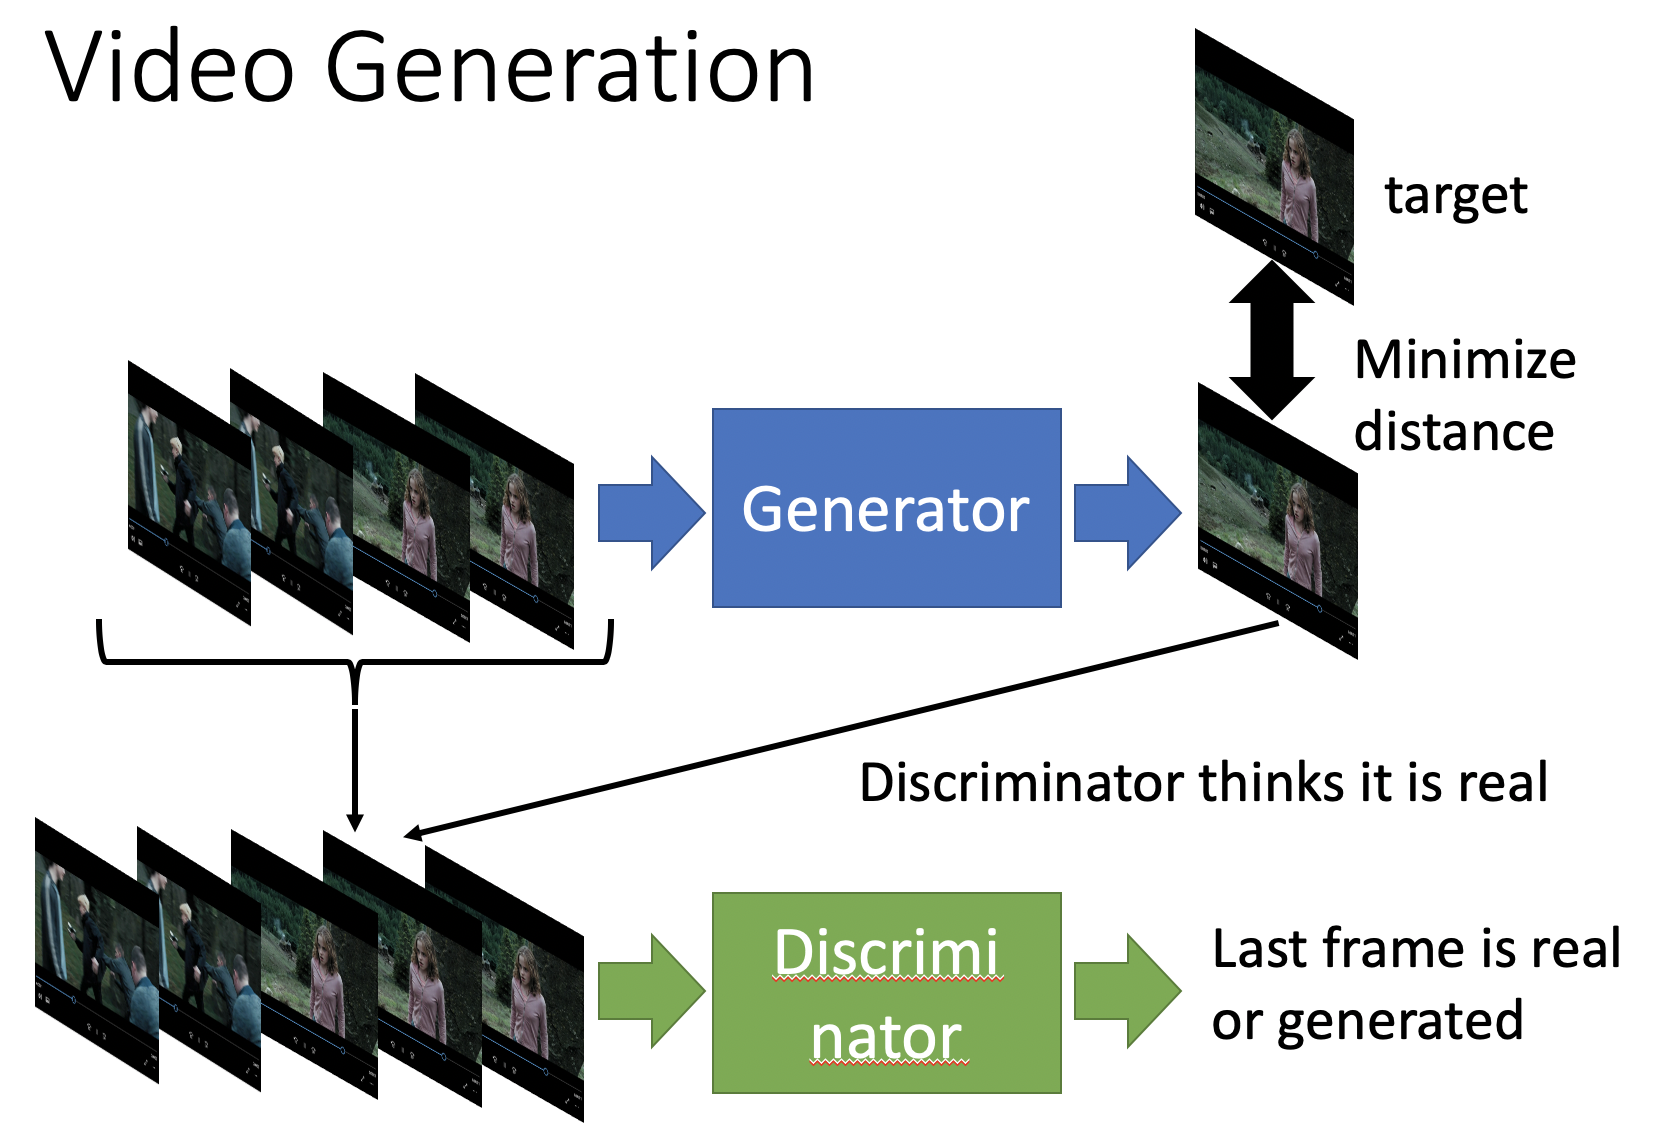 Video Generation
target
Minimize
distance
Generator
Discriminator thinks it is real
Discrimi
nator
Last frame is real
or generated